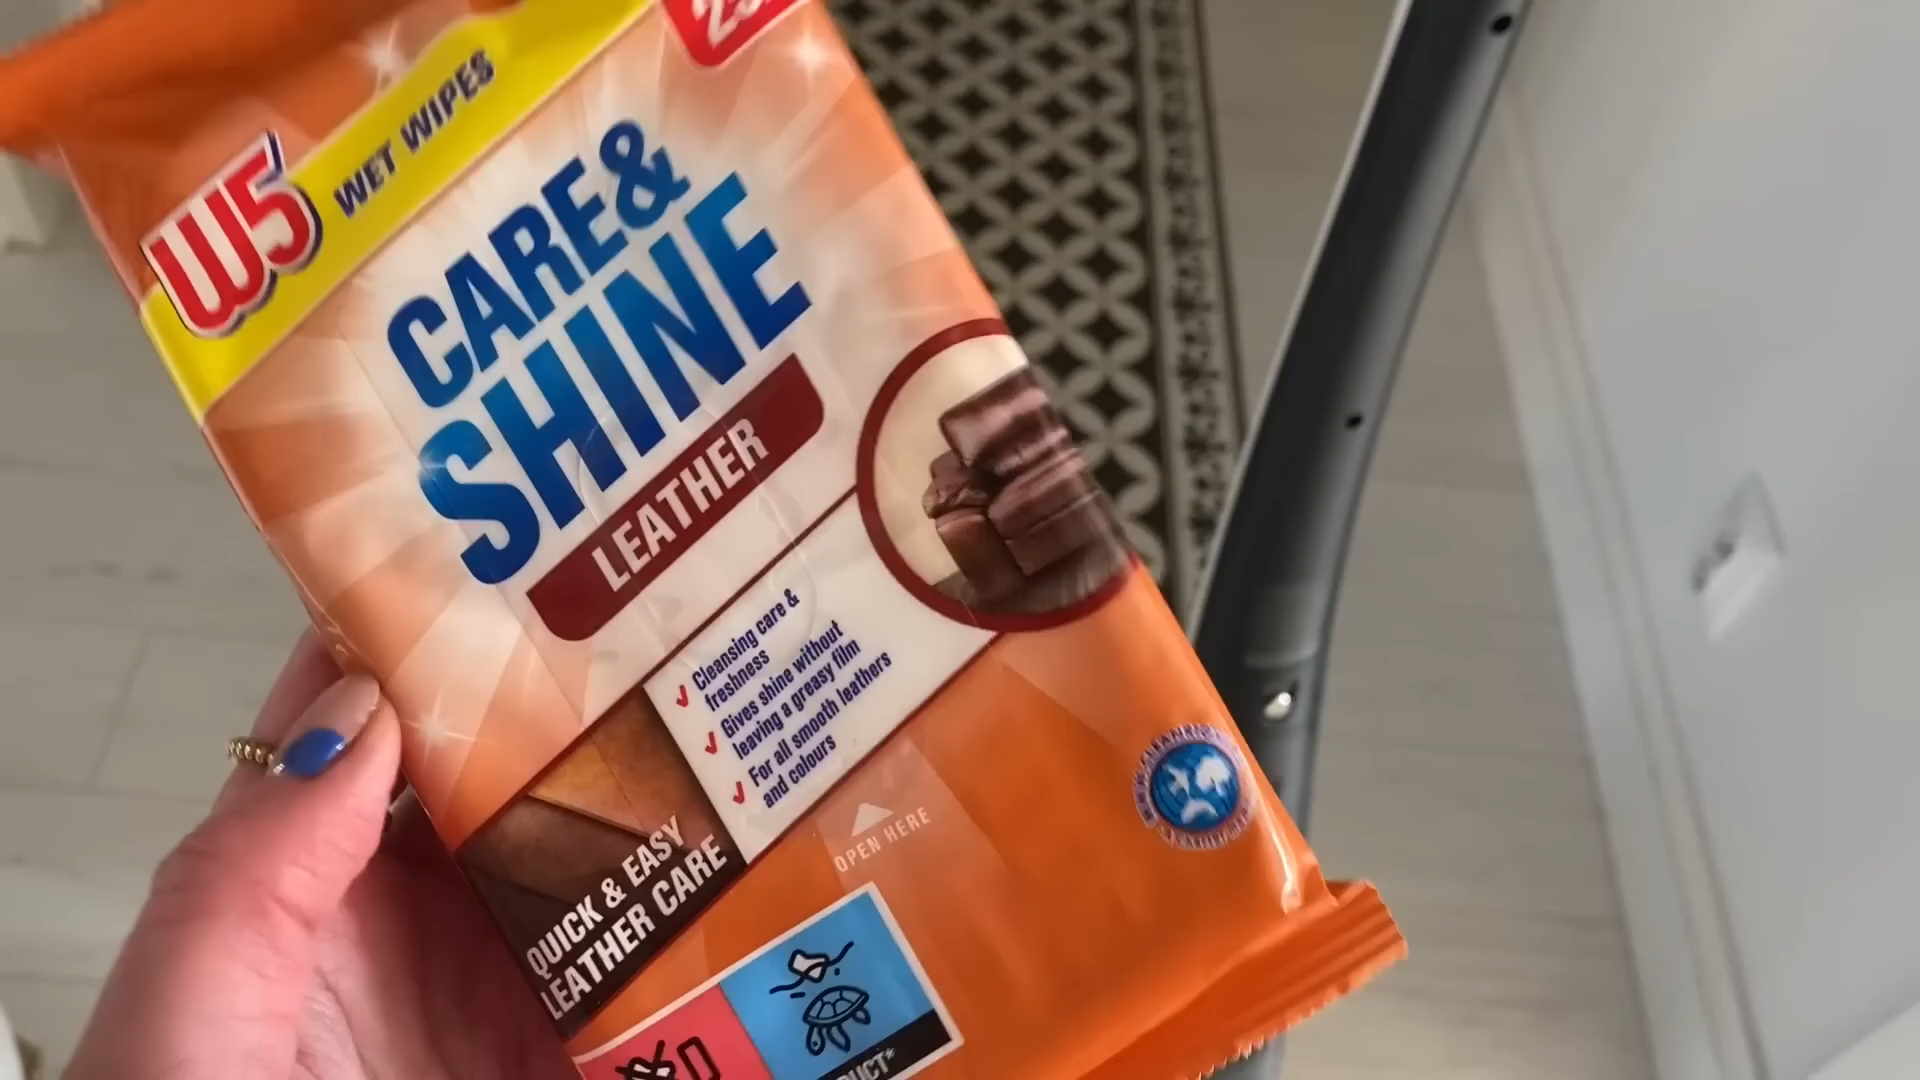 W5
WET WIPES
CARE &
SHINE
LEATHER
Cleansing care &
freshness
Gives shine without
leaving a greasy film
For all smooth leathers
and colours
QUICK & EASY
LEATHER CARE
OPEN HERE